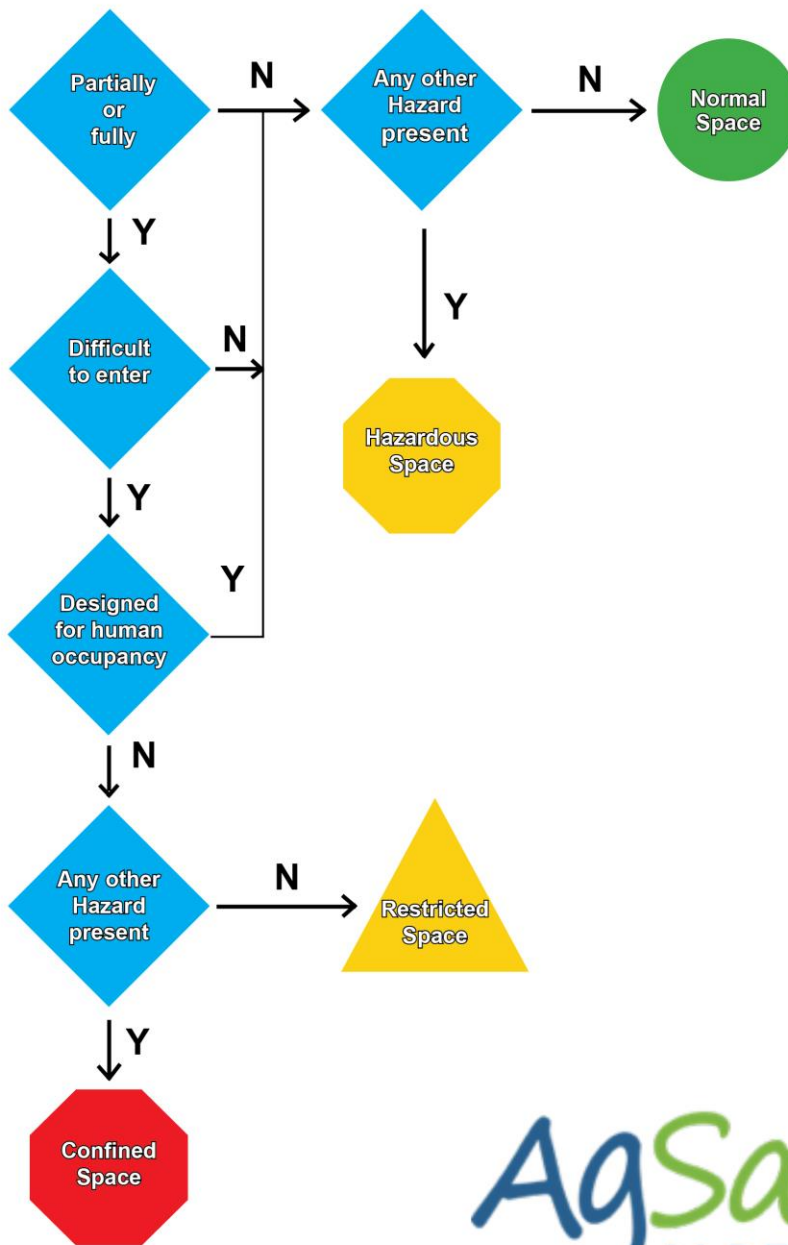 Partially
or
fully
N
Any other
Hazard
present
N
Normal
Space
Y
Difficult
to enter
N
Y
Hazardous
Space
Y
Designed
for human
occupancy
Y
N
Any other
Hazard
present
N
Restricted
Space
Y
Confined
Space
AgSa